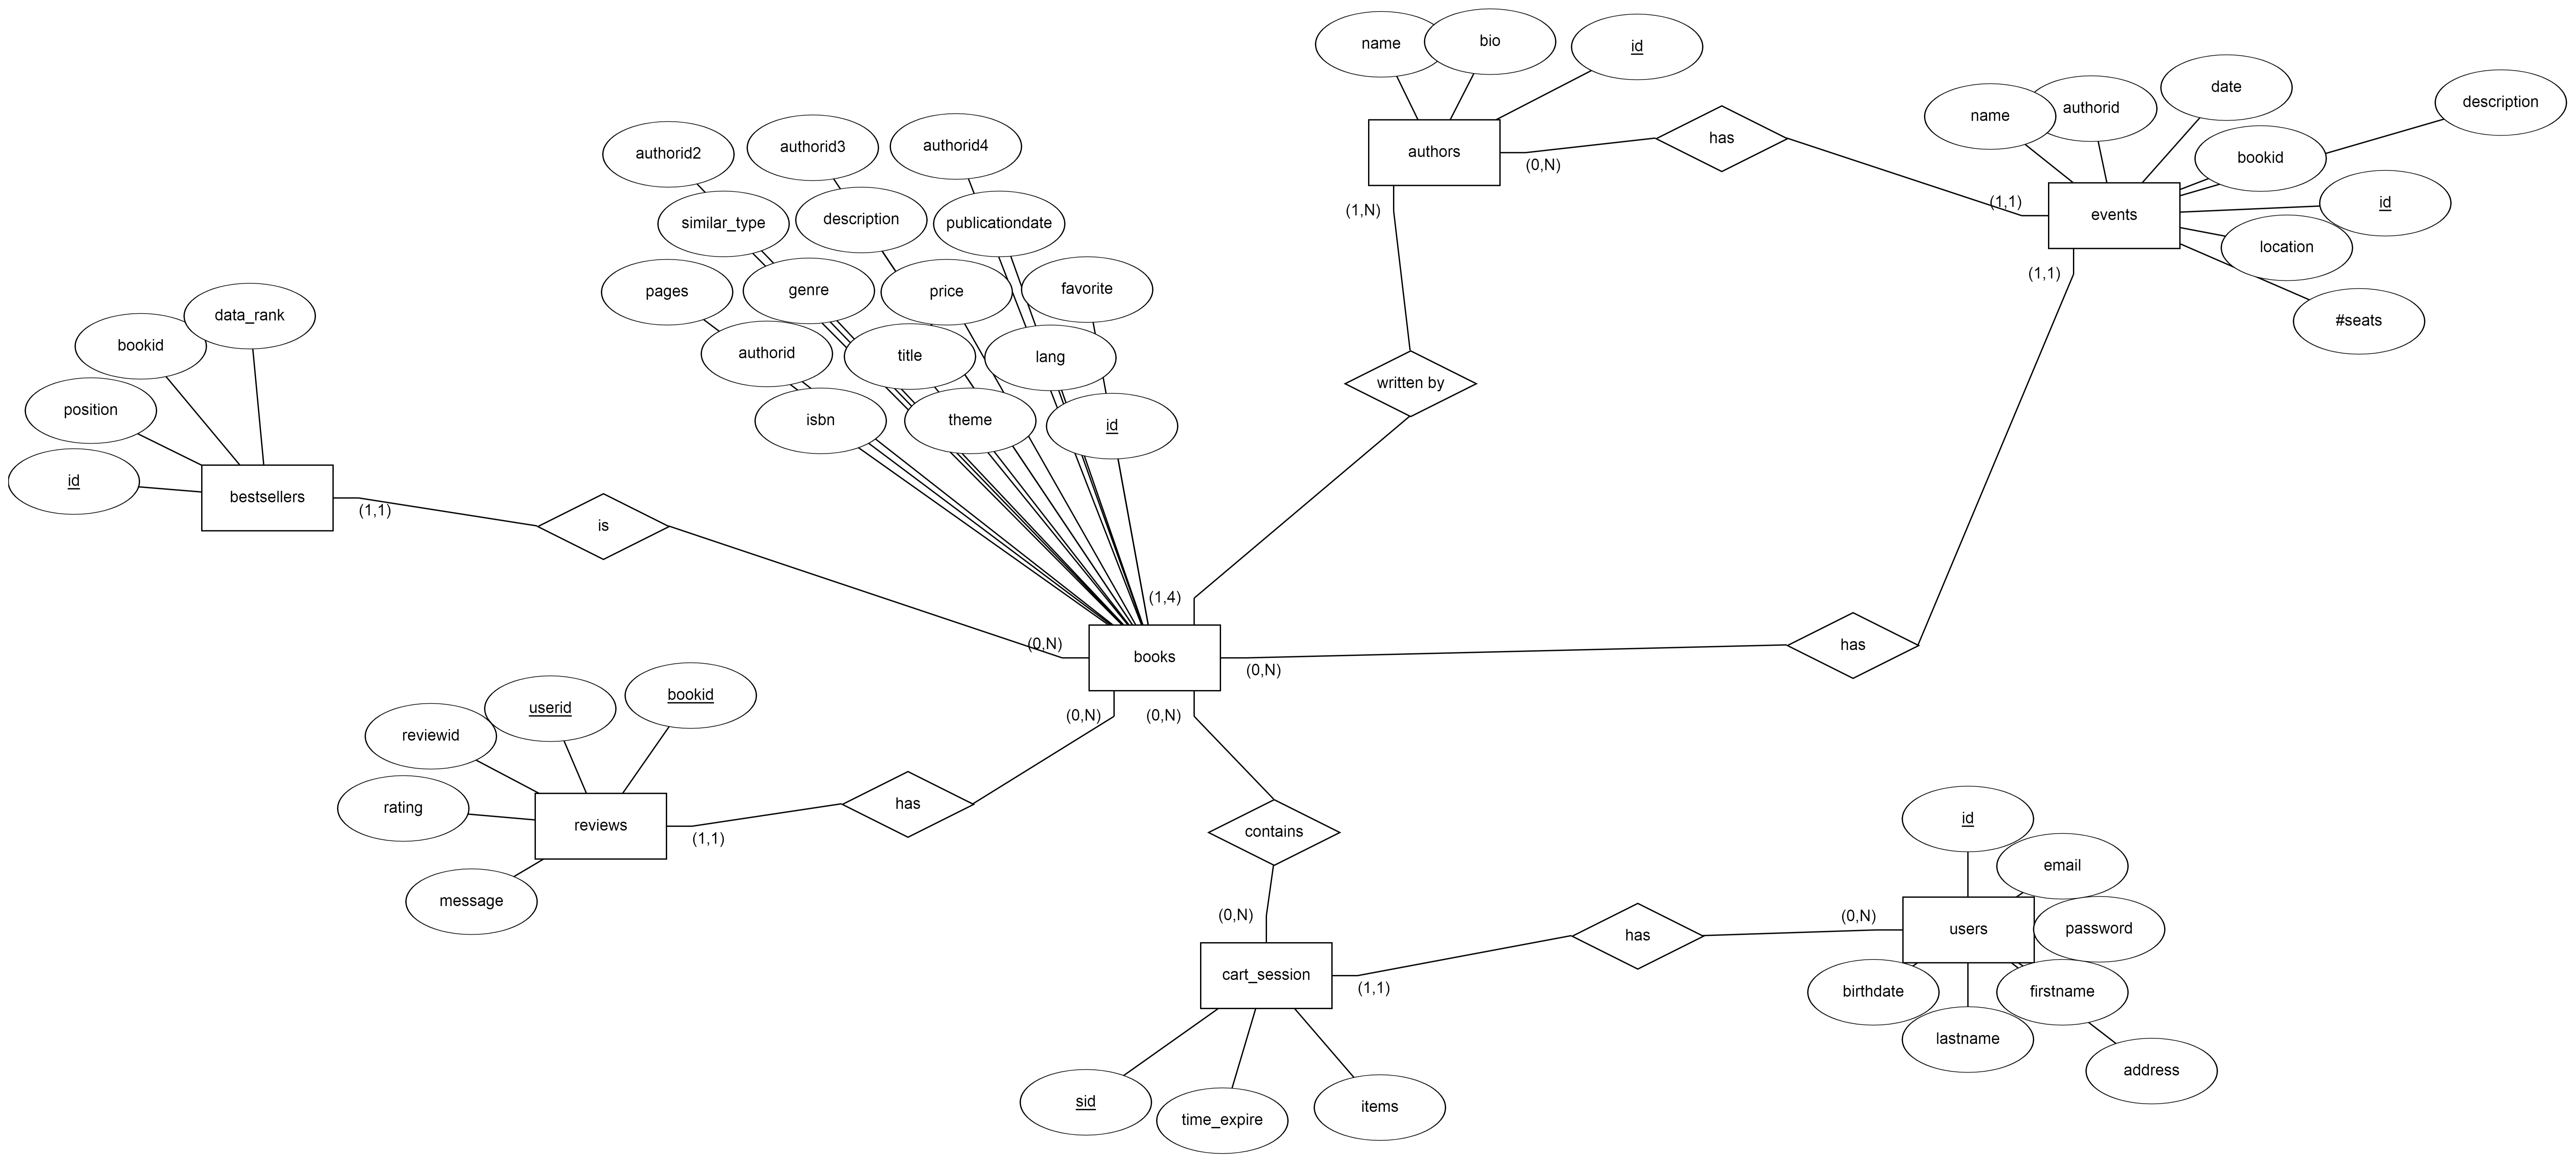 name
bio
id
authors
has
(0,N)
(1,1)
(1,N)
written by
(1,4)
name
authorid
date
bookid
description
id
location
#seats
events
(1,1)
has
(0,N)
authorid2
authorid3
authorid4
similar_type
description
publicationdate
pages
genre
price
favorite
authorid
title
lang
isbn
theme
id
books
data_rank
bookid
position
id
bestsellers
(1,1)
is
(0,N)
reviewid
userid
bookid
rating
message
reviews
(1,1)
has
(0,N)
(0,N)
contains
(0,N)
cart_session
sid
time_expire
items
(1,1)
has
(0,N)
users
id
email
password
birthdate
firstname
lastname
address